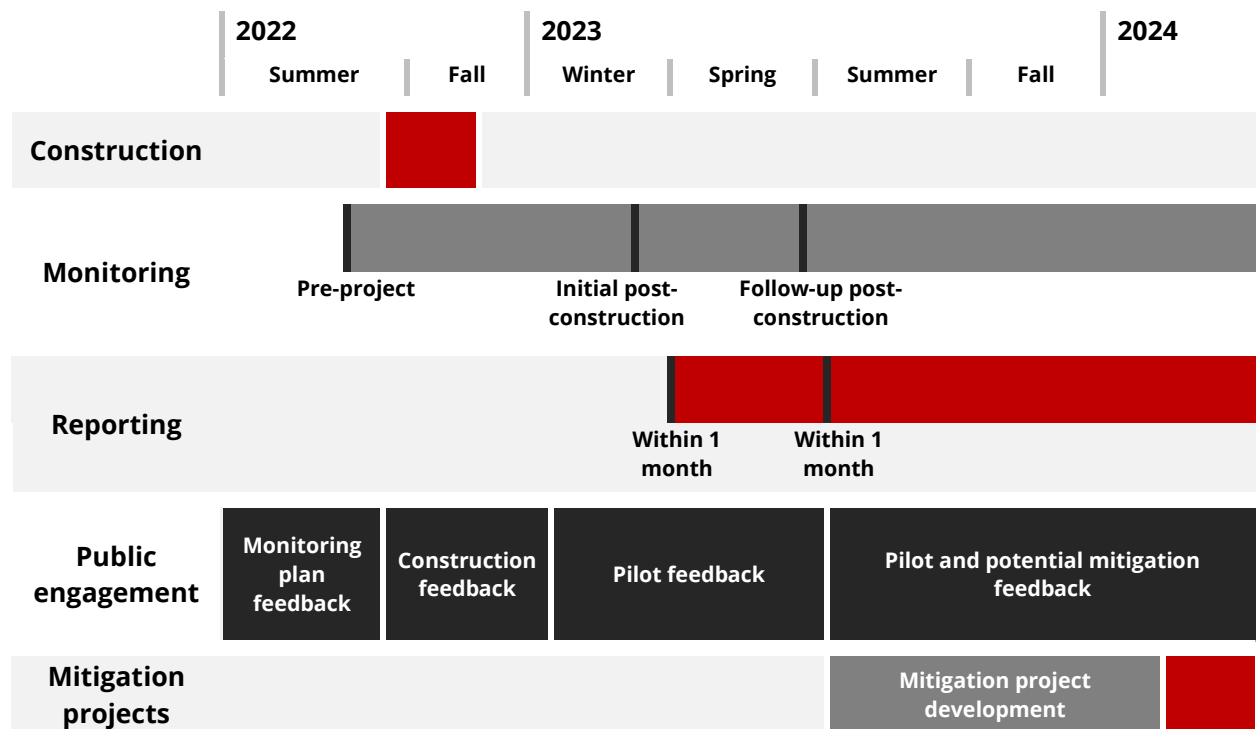 2022
2023
2024
Summer
Fall
Winter
Spring
Summer
Fall
Construction
Monitoring
Pre-project
Initial post-
construction
Follow-up post-
construction
Reporting
Within 1
month
Within 1
month
Public
engagement
Monitoring
plan
feedback
Construction
feedback
Pilot feedback
Pilot and potential mitigation
feedback
Mitigation
projects
Mitigation project
development